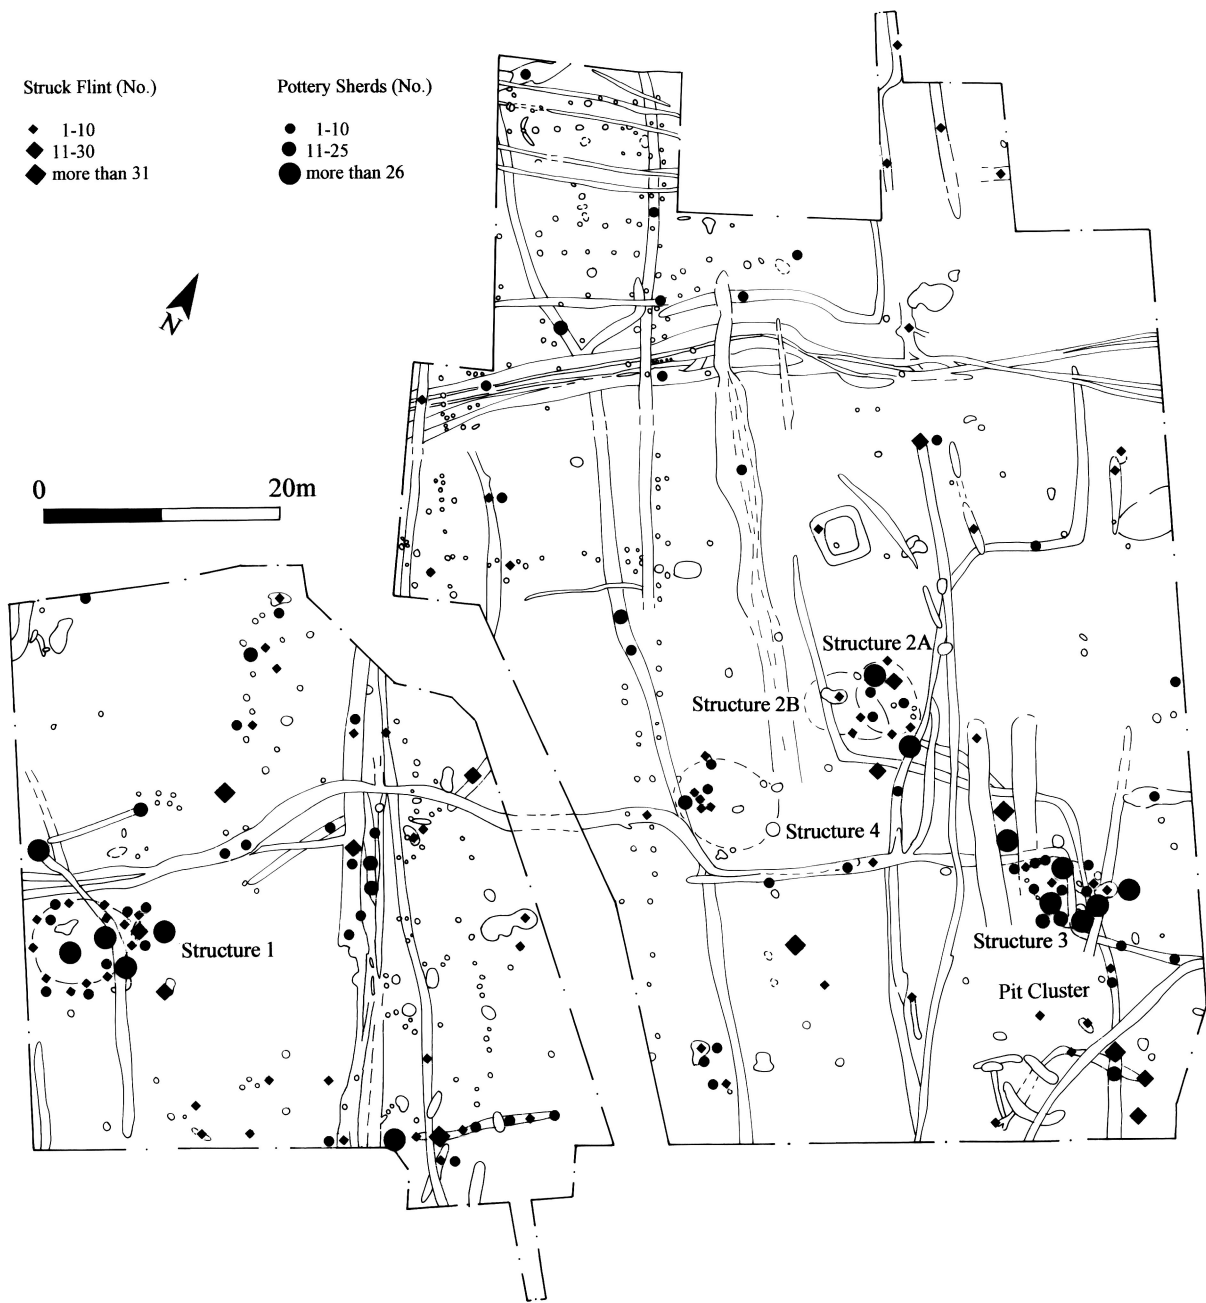 Struck Flint (No.)
1-10
11-30
more than 31
Pottery Sherds (No.)
1-10
11-25
more than 26
N
0 20m
Structure 2A
Structure 2B
Structure 4
Structure 1
Structure 3
Pit Cluster